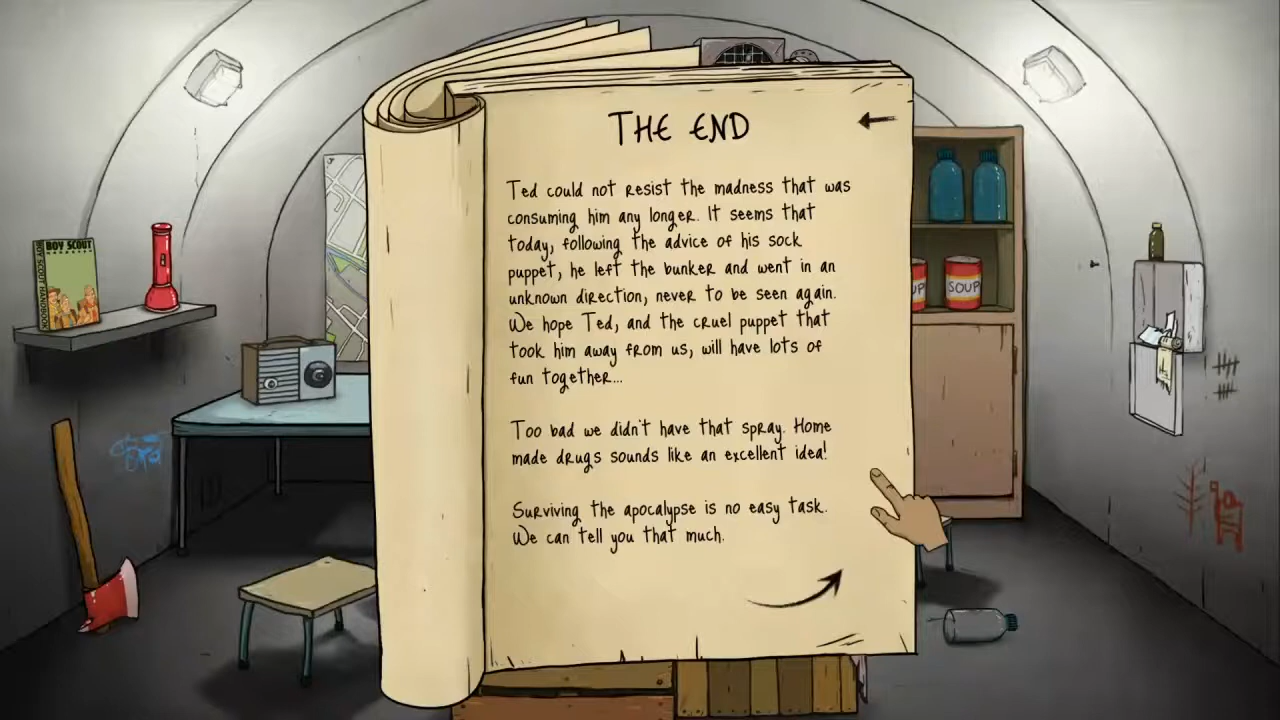 THE END
Ted could not resist the madness that was
consuming him any longer. It seems that
today, following the advice of his sock
puppet, he left the bunker and went in an
unknown direction, never to be seen again.
We hope Ted, and the cruel puppet that
took him away from us, will have lots of
fun together...
Too bad we didn't have that spray. Home
made drugs sounds like an excellent idea!
Surviving the apocalypse is no easy task.
We can tell you that much.
BOY SCOUT
BOY SCOUT HANDBOOK
UP
SOUP